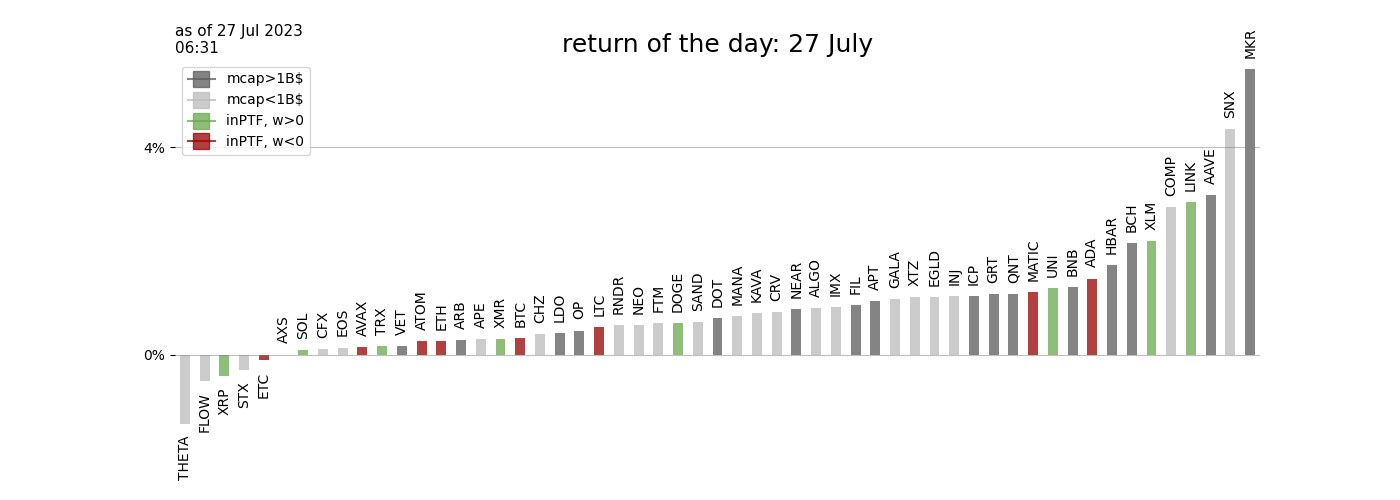 as of 27 Jul 2023
06:31
return of the day: 27 July
mcap>1B$
mcap<1B$
inPTF, w>0
inPTF, w<0
4%
0%
THETA
FLOW
XRP
STX
ETC
AXS
SOL
CFX
EOS
AVAX
TRX
VET
ATOM
ETH
ARB
APE
XMR
BTC
CHZ
LDO
OP
LTC
RNDR
NEO
FTM
DOGE
SAND
DOT
MANA
KAVA
CRV
NEAR
ALGO
IMX
FIL
APT
GALA
XTZ
EGLD
INJ
ICP
GRT
QNT
MATIC
UNI
BNB
ADA
HBAR
BCH
XLM
COMP
LINK
AAVE
SNX
MKR